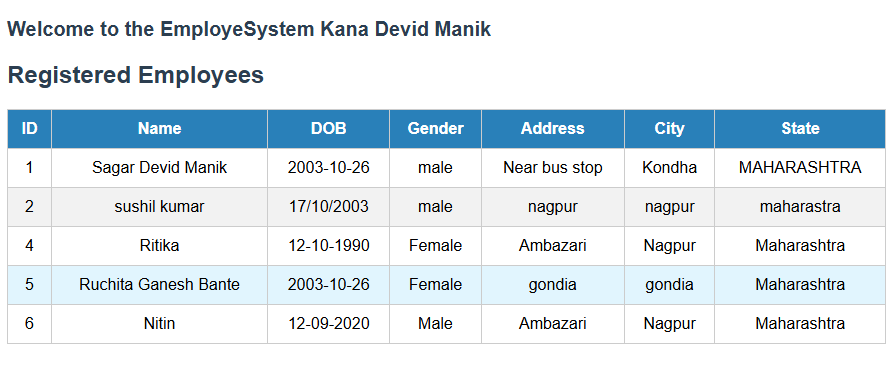 Welcome to the EmployeSystem Kana Devid Manik
Registered Employees
ID Name DOB Gender Address City State
1 Sagar Devid Manik 2003-10-26 male Near bus stop Kondha MAHARASHTRA
2 sushil kumar 17/10/2003 male nagpur nagpur maharastra
4 Ritika 12-10-1990 Female Ambazari Nagpur Maharashtra
5 Ruchita Ganesh Bante 2003-10-26 Female gondia gondia Maharashtra
6 Nitin 12-09-2020 Male Ambazari Nagpur Maharashtra